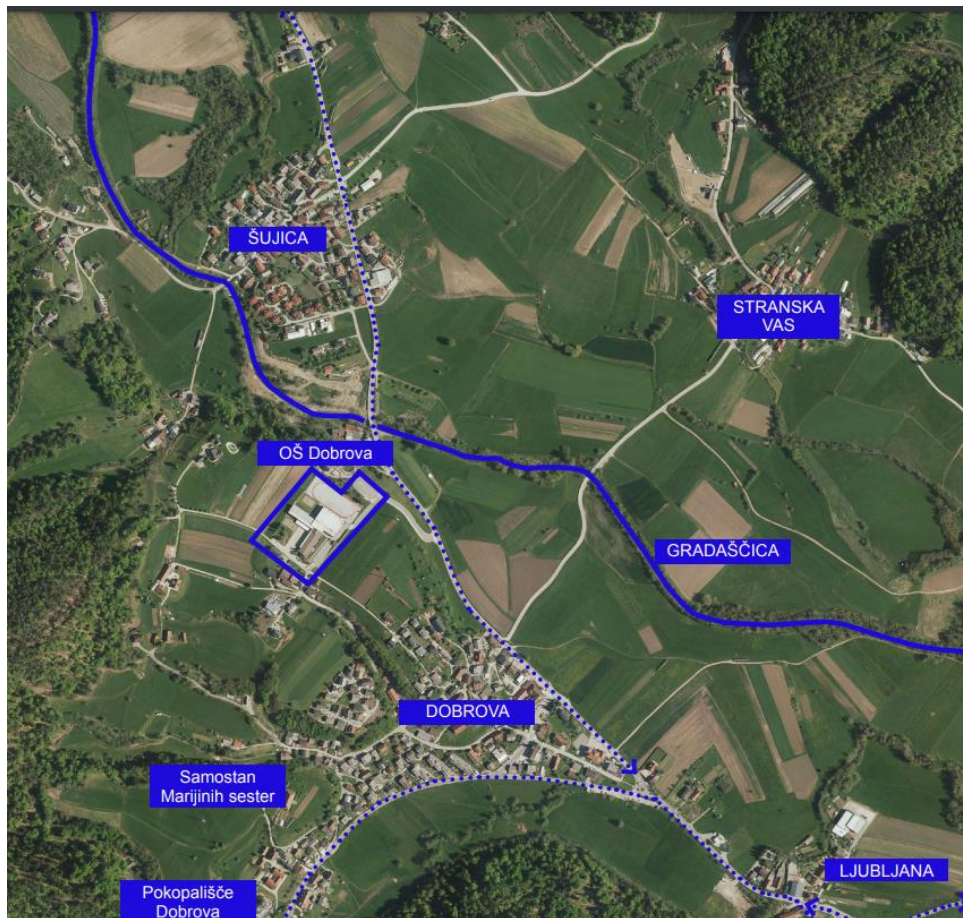 ŠUJICA
STRANSKA
VAS
OŠ Dobrova
GRADAŠČICA
DOBROVA
Samostan
Marijinih sester
LJUBLJANA
Pokopališče
Dobrova